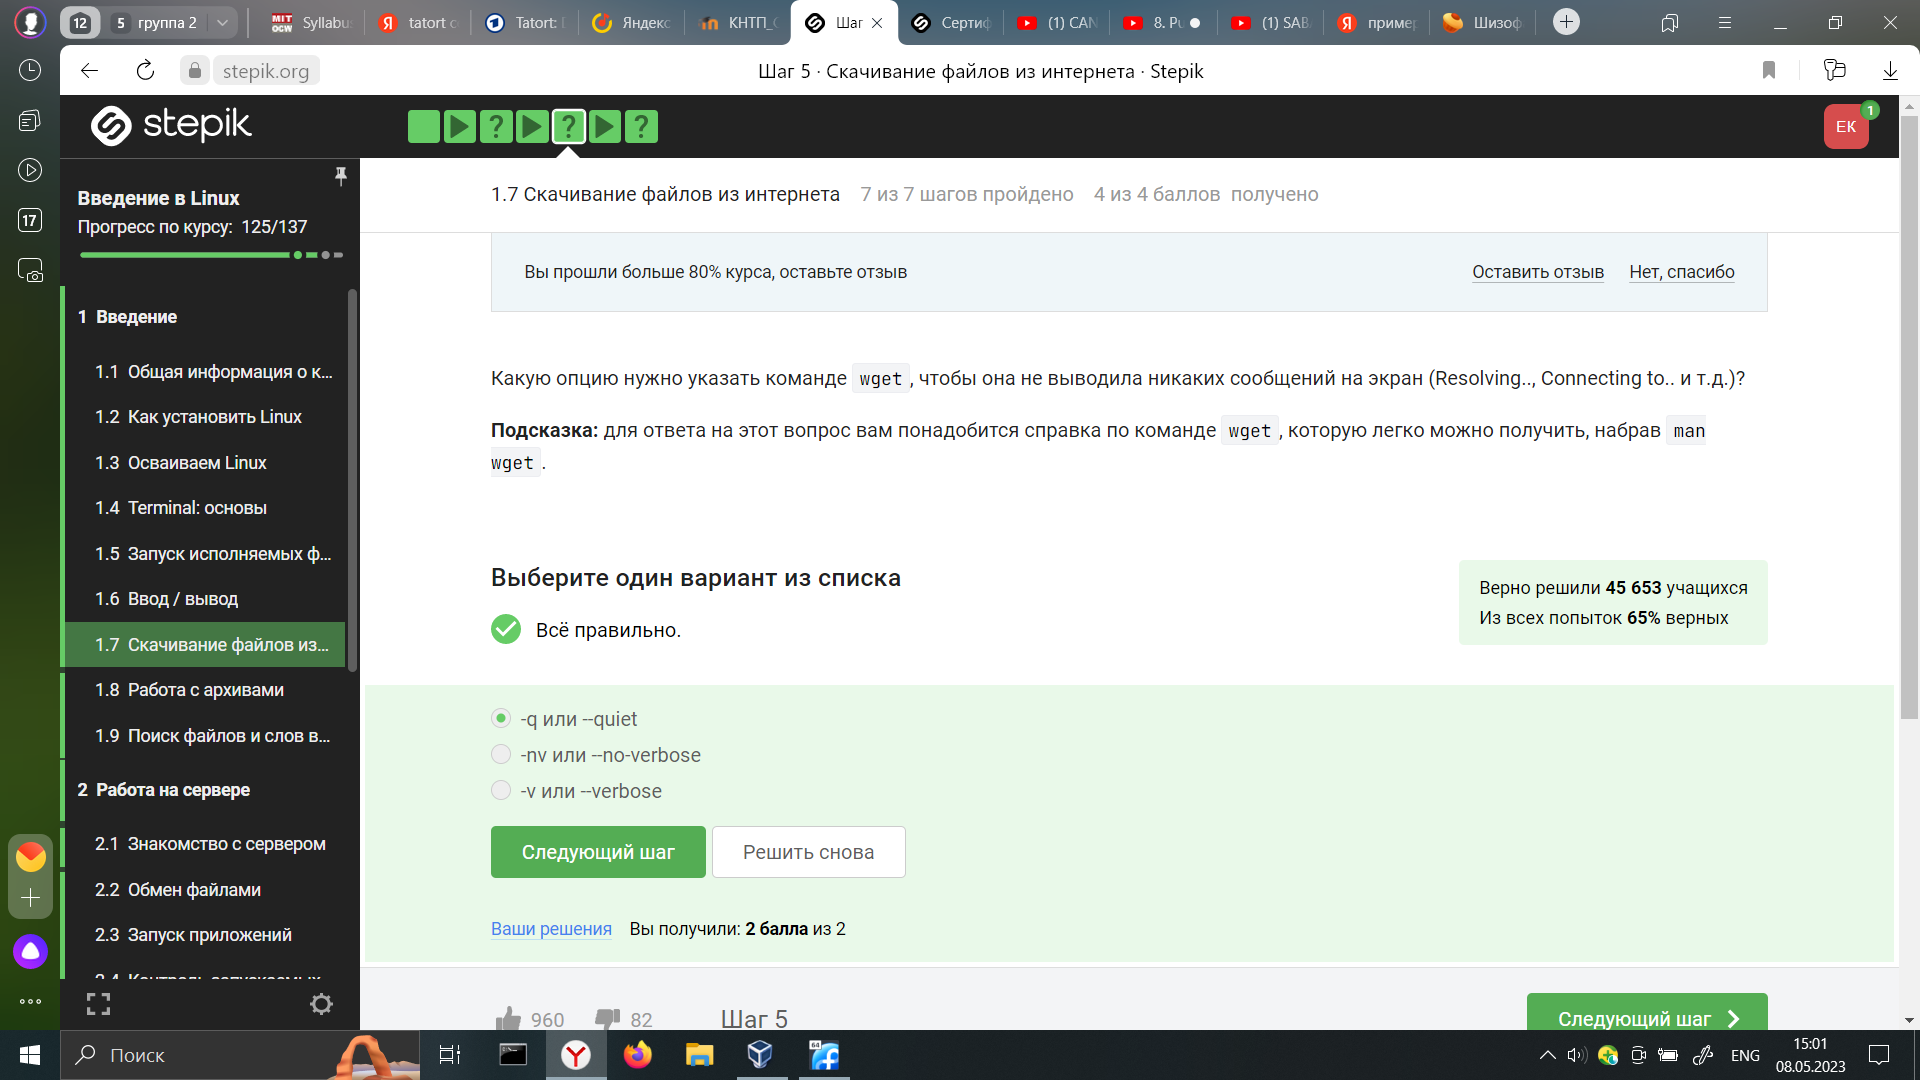 12
5 группа 2
MIT OCW Syllabu
tatort c
Tatort:
Яндекс
КНТП_
Шаг
Сертиф
(1) CAN
8. Pu
(1) SAB
пример
Шизоф
stepik.org
Шаг 5 · Скачивание файлов из интернета · Stepik
17
stepik
? ? ?
ЕК
1
Введение в Linux
Прогресс по курсу: 125/137
1 Введение
1.1 Общая информация о к...
1.2 Как установить Linux
1.3 Осваиваем Linux
1.4 Terminal: основы
1.5 Запуск исполняемых ф...
1.6 Ввод / вывод
1.7 Скачивание файлов из...
1.8 Работа с архивами
1.9 Поиск файлов и слов в...
2 Работа на сервере
2.1 Знакомство с сервером
2.2 Обмен файлами
2.3 Запуск приложений
2.4 Контроль запускаемых
1.7 Скачивание файлов из интернета 7 из 7 шагов пройдено 4 из 4 баллов получено
Вы прошли больше 80% курса, оставьте отзыв
Оставить отзыв Нет, спасибо
Какую опцию нужно указать команде wget, чтобы она не выводила никаких сообщений на экран (Resolving.., Connecting to.. и т.д.)?
Подсказка: для ответа на этот вопрос вам понадобится справка по команде wget, которую легко можно получить, набрав man
wget.
Выберите один вариант из списка
Всё правильно.
Верно решили 45 653 учащихся
Из всех попыток 65% верных
-q или --quiet
-nv или --no-verbose
-v или --verbose
Следующий шаг
Решить снова
Ваши решения Вы получили: 2 балла из 2
960
82
Шаг 5
Следующий шаг
Поиск
64
ENG
15:01
08.05.2023